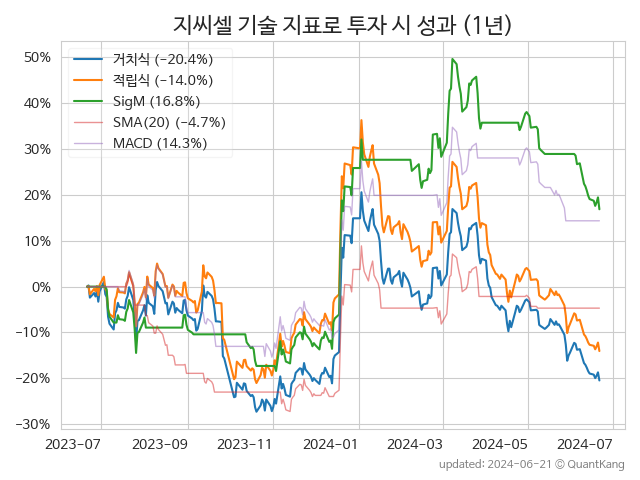 지씨셀 기술 지표로 투자 시 성과 (1년)
50%
40%
30%
20%
10%
0%
−10%
−20%
−30%
거치식 (−20.4%)
적립식 (−14.0%)
SigM (16.8%)
SMA(20) (−4.7%)
MACD (14.3%)
2023-07
2023-09
2023-11
2024-01
2024-03
2024-05
2024-07
updated: 2024-06-21 © QuantKang